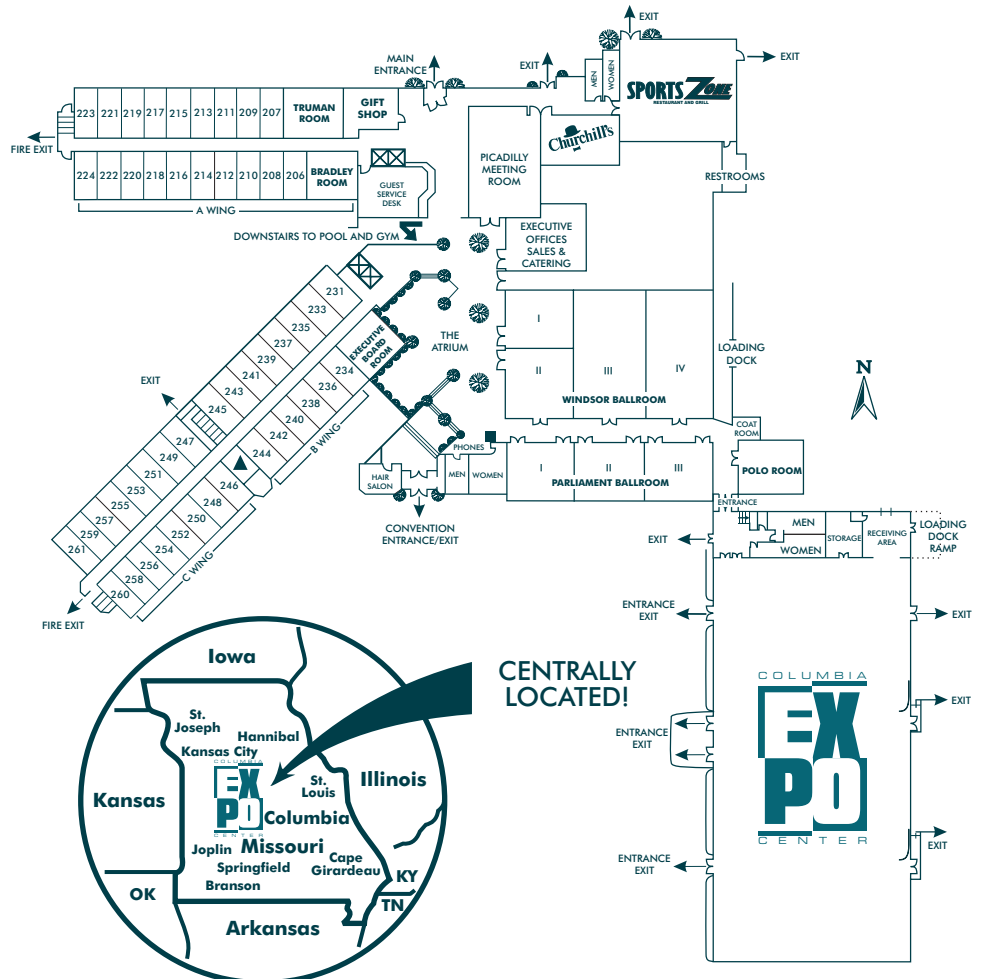 EXIT
EXIT
MAIN
ENTRANCE
EXIT
MEN
WOMEN
SPORTS ZONE
RESTAURANT AND GRILL
223 221 219 217 215 213 211 209 207
TRUMAN
ROOM
GIFT
SHOP
Churchill's
FIRE EXIT
PICADILLY
MEETING
ROOM
RESTROOMS
224 222 220 218 216 214 212 210 208 206
BRADLEY
ROOM
GUEST
SERVICE
DESK
A WING
DOWNSTAIRS TO POOL AND GYM
EXECUTIVE
OFFICES
SALES &
CATERING
231
233
235
237
239
241
243
245
247
249
251
253
255
257
259
261
EXIT
EXECUTIVE
BOARD
ROOM
234
236
238
240
242
244
246
248
250
252
254
256
258
260
B WING
C WING
FIRE EXIT
THE
ATRIUM
I
II
III
IV
WINDSOR BALLROOM
LOADING
DOCK
N
COAT
ROOM
PHONES
HAIR
SALON
MEN
WOMEN
I
II
III
PARLIAMENT BALLROOM
POLO ROOM
CONVENTION
ENTRANCE/EXIT
ENTRANCE
EXIT
MEN
WOMEN
STORAGE
RECEIVING
AREA
LOADING
DOCK
RAMP
ENTRANCE
EXIT
EXIT
ENTRANCE
EXIT
EXIT
ENTRANCE
EXIT
EXIT
COLUMBIA
EX
PO
CENTER
CENTRALLY
LOCATED!
Iowa
St.
Joseph
Hannibal
Kansas City
COLUMBIA
EX
PO
CENTER
St.
Louis
Illinois
Kansas
Columbia
Joplin
Missouri
Springfield
Cape
Girardeau
Branson
KY
OK
TN
Arkansas